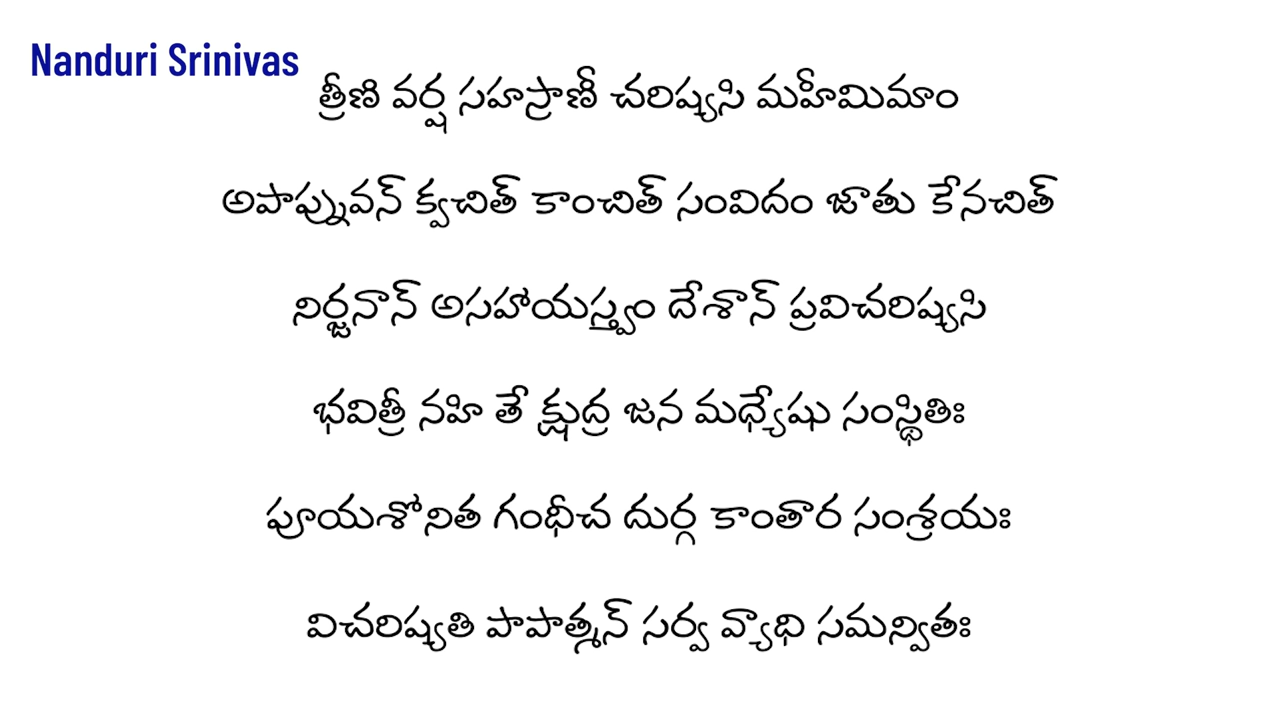 Nanduri Srinivas
త్రీణి వర్ష సహస్రాణీ చరిష్యసి మహీమిమాం
అపాప్నువన్ క్వచిత్ కాంచిత్ సంవిదం జాతు కేనచిత్
నిర్జనాన్ అసహాయస్త్వం దేశాన్ ప్రవిచరిష్యసి
భవిత్రీ నహి తే క్షుద్ర జన మధ్యేషు సంస్థితిః
పూయశోనిత గంధీచ దుర్గ కాంతార సంశ్రయః
విచరిష్యతి పాపాత్మన్ సర్వ వ్యాధి సమన్వితః